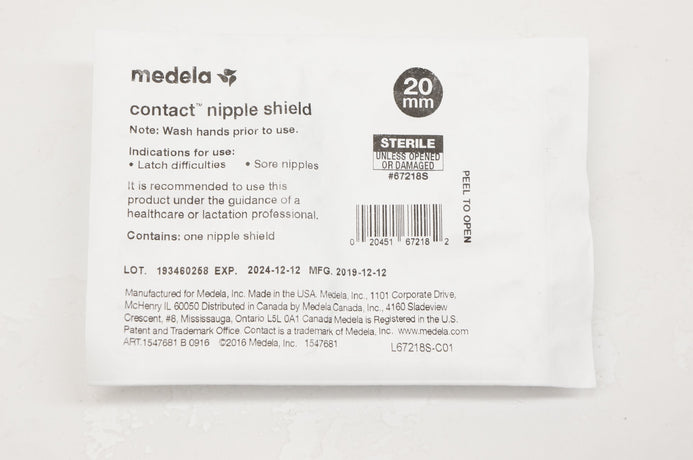 medela
contact™ nipple shield
Note: Wash hands prior to use.
Indications for use:
• Latch difficulties • Sore nipples
It is recommended to use this
product under the guidance of a
healthcare or lactation professional.
Contains: one nipple shield
20
mm
STERILE
UNLESS OPENED
OR DAMAGED
#67218S
PEEL TO OPEN
0 20451 67218 2
LOT. 193460258 EXP. 2024-12-12 MFG. 2019-12-12
Manufactured for Medela, Inc. Made in the USA. Medela, Inc., 1101 Corporate Drive,
McHenry IL 60050 Distributed in Canada by Medela Canada, Inc., 4160 Sladeview
Crescent, #8, Mississauga, Ontario L5L 0A1 Canada Medela is Registered in the U.S.
Patent and Trademark Office. Contact is a trademark of Medela, Inc. www.medela.com
ART.1547681 B 0916 ©2016 Medela, Inc. 1547681
L67218S-C01